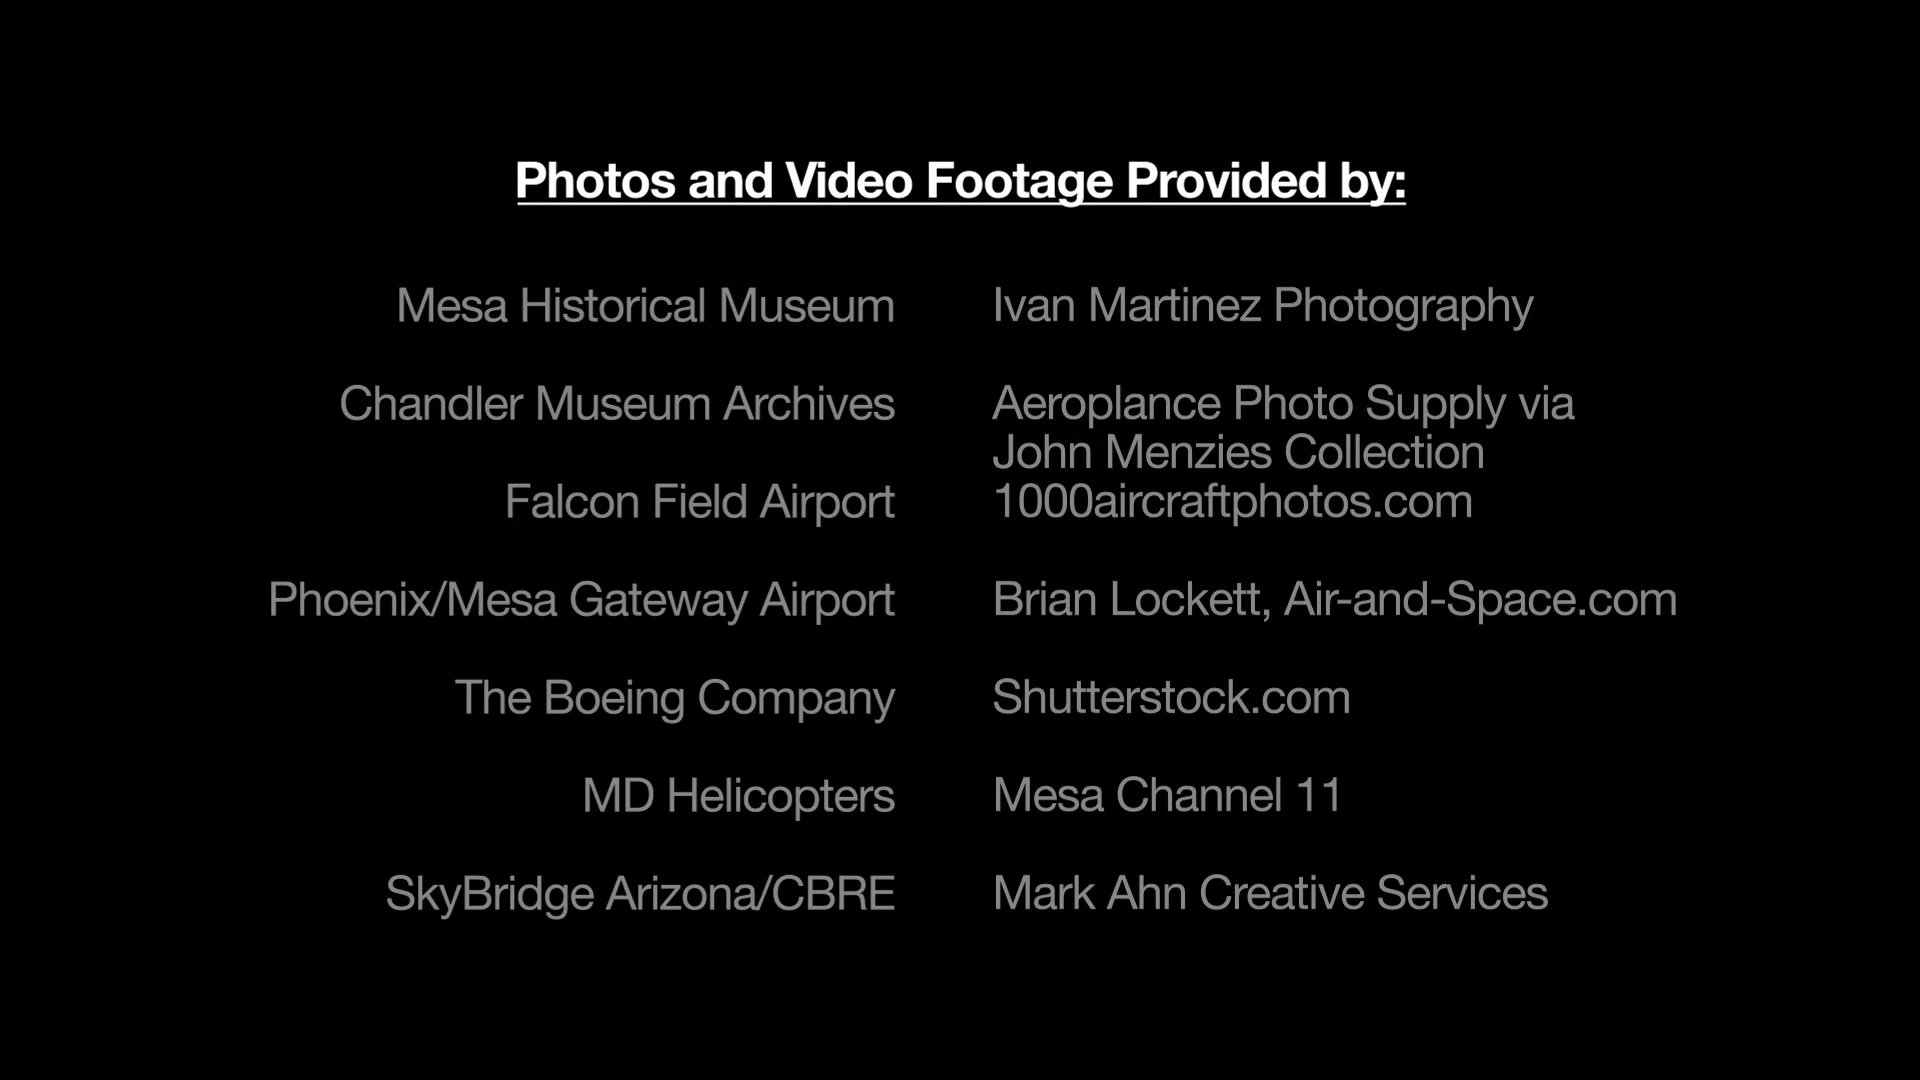 Photos and Video Footage Provided by:
Mesa Historical Museum
Chandler Museum Archives
Falcon Field Airport
Phoenix/Mesa Gateway Airport
The Boeing Company
MD Helicopters
SkyBridge Arizona/CBRE
Ivan Martinez Photography
Aeroplance Photo Supply via
John Menzies Collection
1000aircraftphotos.com
Brian Lockett, Air-and-Space.com
Shutterstock.com
Mesa Channel 11
Mark Ahn Creative Services